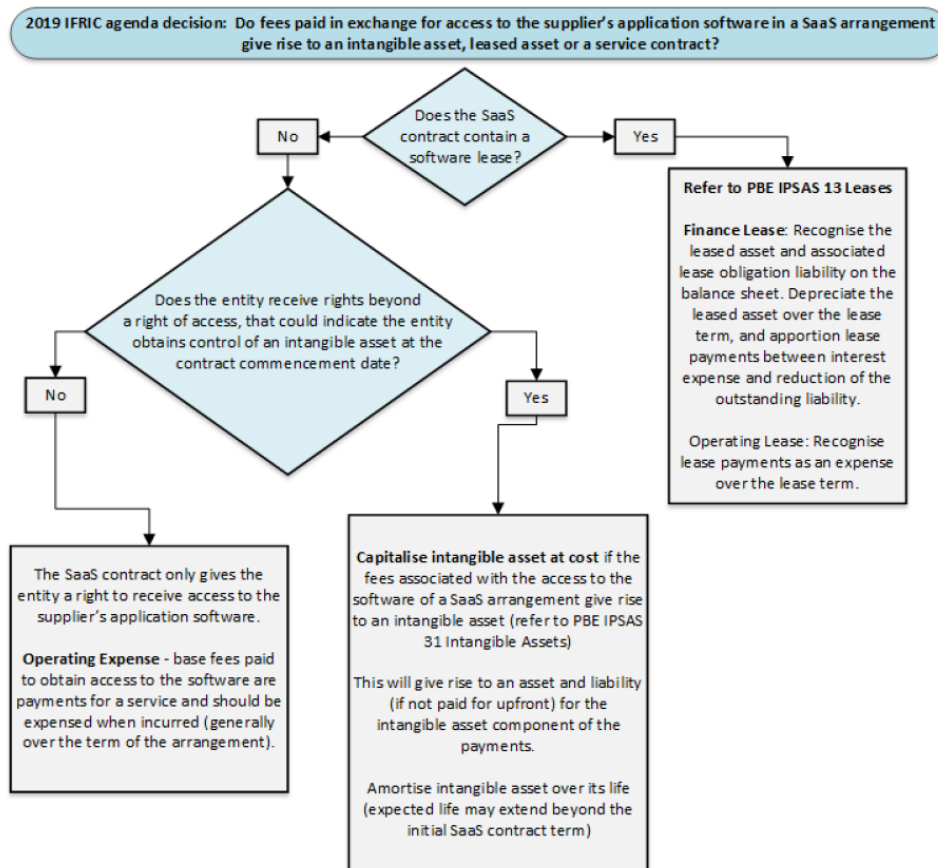 2019 IFRIC agenda decision:  Do fees paid in exchange for access to the supplier's application software in a SaaS arrangement
give rise to an intangible asset, leased asset or a service contract?
Does the SaaS
contract contain a
software lease?
No
Yes
Refer to PBE IPSAS 13 Leases
Finance Lease: Recognise the
leased asset and associated
lease obligation liability on the
balance sheet. Depreciate the
leased asset over the lease
term, and apportion lease
payments between interest
expense and reduction of the
outstanding liability.
Operating Lease: Recognise
lease payments as an expense
over the lease term.
Does the entity receive rights beyond
a right of access, that could indicate the entity
obtains control of an intangible asset at the
contract commencement date?
No
Yes
The SaaS contract only gives the
entity a right to receive access to the
supplier's application software.
Operating Expense - base fees paid
to obtain access to the software are
payments for a service and should be
expensed when incurred (generally
over the term of the arrangement).
Capitalise intangible asset at cost if the
fees associated with the access to the
software of a SaaS arrangement give rise
to an intangible asset (refer to PBE IPSAS
31 Intangible Assets)
This will give rise to an asset and liability
(if not paid for upfront) for the
intangible asset component of the
payments.
Amortise intangible asset over its life
(expected life may extend beyond the
initial SaaS contract term)